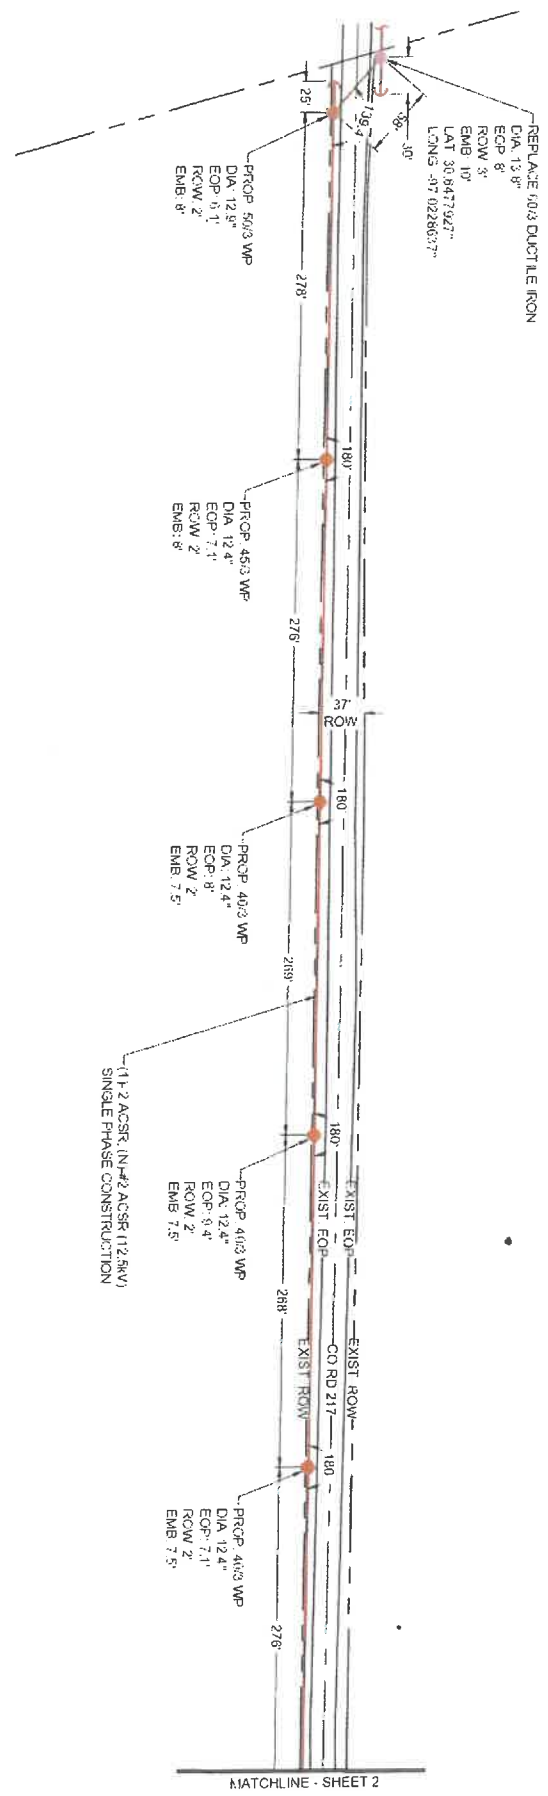 REPLACE 60/3 DUCTILE IRON
DIA: 13.8"
EOP 8'
ROW 3'
EMB: 10'
LAT 30.6477927°
LONG -97.0228637°
30'
25'
PROP 50/3 WP
DIA: 12.9"
EOP: 6.1'
ROW: 2'
EMB: 8'
278'
180'
PROP. 45/3 WP
DIA 12.4"
EOP: 7.1'
ROW 2'
EMB: 6'
276'
37'
ROW
180
PROP. 40/3 WP
DIA: 12.4"
EOP: 8'
ROW 2'
EMB. 7.5'
269'
(1)-2 ACSR, (N)-#2 ACSR (12.5kV)
SINGLE PHASE CONSTRUCTION
180'
PROP. 40/3 WP
DIA: 12.4"
EOP: 9.4'
ROW: 2'
EMB 7.5'
EXIST. EOP
EXIST. EOP
268'
EXIST ROW
CO RD 217
EXIST ROW
180
PROP. 40/3 WP
DIA 12.4"
EOP: 7.1'
ROW 2'
EMB: 7.5'
276'
MATCHLINE - SHEET 2